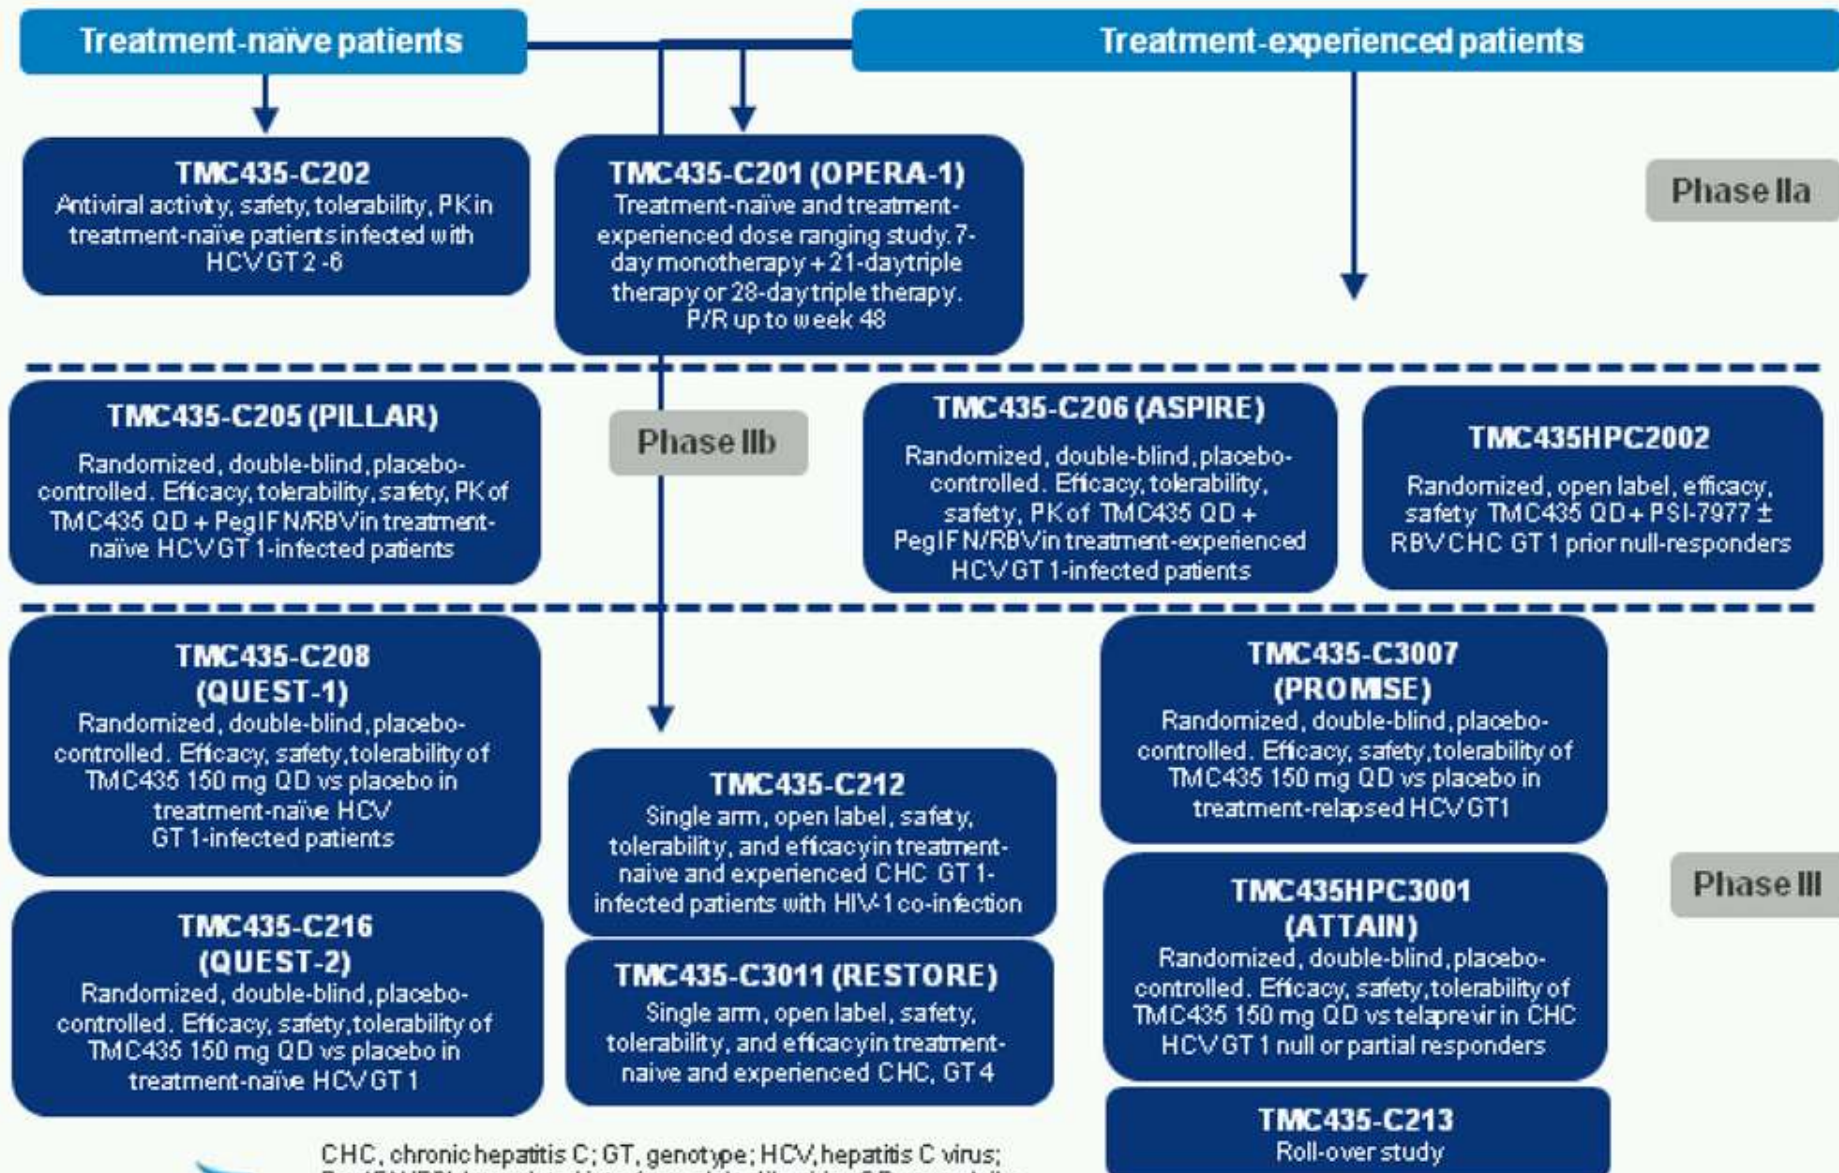 Treatment-naïve patients
Treatment-experienced patients
TMC435-C202
Antiviral activity, safety, tolerability, PK in
treatment-naïve patients infected with
HCV GT 2 -6
TMC435-C201 (OPERA-1)
Treatment-naïve and treatment-
experienced dose ranging study. 7-
day monotherapy + 21-day triple
therapy or 28-day triple therapy.
P/R up to week 48
Phase IIa
TMC435-C205 (PILLAR)
Randomized, double-blind, placebo-
controlled. Efficacy, tolerability, safety, PK of
TMC435 QD + PegIFN/RBV in treatment-
naïve HCV GT 1-infected patients
Phase IIb
TMC435-C206 (ASPIRE)
Randomized, double-blind, placebo-
controlled. Efficacy, tolerability,
safety, PK of TMC435 QD +
PegIFN/RBV in treatment-experienced
HCV GT 1-infected patients
TMC435HPC2002
Randomized, open label, efficacy,
safety TMC435 QD + PSI-7977 ±
RBV CHC GT 1 prior null-responders
TMC435-C208
(QUEST-1)
Randomized, double-blind, placebo-
controlled. Efficacy, safety, tolerability of
TMC435 150 mg QD vs placebo in
treatment-naïve HCV
GT 1-infected patients
TMC435-C216
(QUEST-2)
Randomized, double-blind, placebo-
controlled. Efficacy, safety, tolerability of
TMC435 150 mg QD vs placebo in
treatment-naïve HCV GT 1
TMC435-C212
Single arm, open label, safety,
tolerability, and efficacy in treatment-
naive and experienced CHC GT 1-
infected patients with HIV-1 co-infection
TMC435-C3011 (RESTORE)
Single arm, open label, safety,
tolerability, and efficacy in treatment-
naive and experienced CHC, GT 4
TMC435-C3007
(PROMISE)
Randomized, double-blind, placebo-
controlled. Efficacy, safety, tolerability of
TMC435 150 mg QD vs placebo in
treatment-relapsed HCV GT1
TMC435HPC3001
(ATTAIN)
Randomized, double-blind, placebo-
controlled. Efficacy, safety, tolerability of
TMC435 150 mg QD vs telaprevir in CHC
HCV GT 1 null or partial responders
Phase III
TMC435-C213
Roll-over study
CHC, chronic hepatitis C; GT, genotype; HCV, hepatitis C virus;